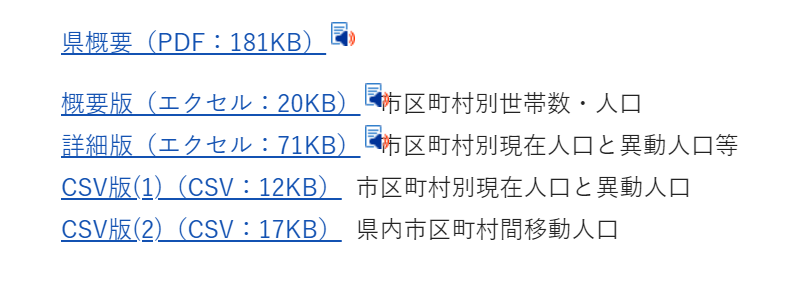 県概要（PDF：181KB）
概要版（エクセル：20KB） 市区町村別世帯数・人口
詳細版（エクセル：71KB） 市区町村別現在人口と異動人口等
CSV版(1)（CSV：12KB） 市区町村別現在人口と異動人口
CSV版(2)（CSV：17KB） 県内市区町村間移動人口